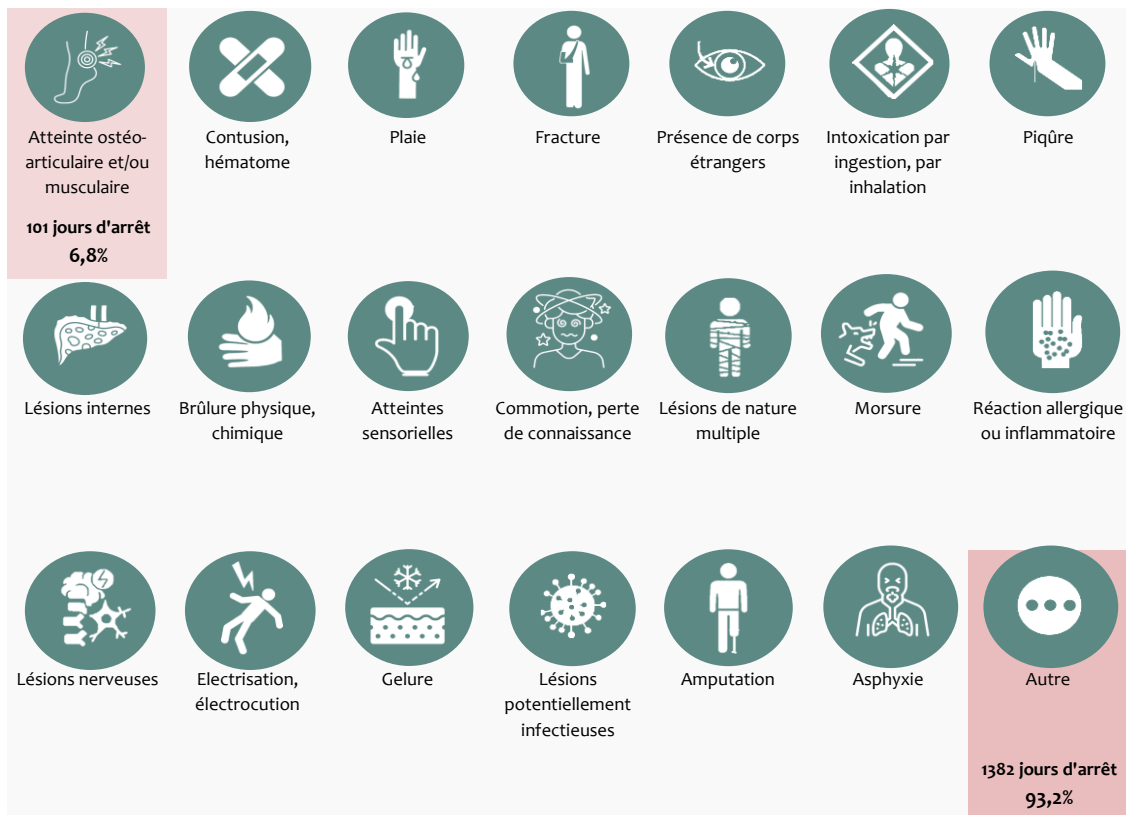 Atteinte ostéo-
articulaire et/ou
musculaire
101 jours d'arrêt
6,8%
Contusion,
hématome
Plaie
Fracture
Présence de corps
étrangers
Intoxication par
ingestion, par
inhalation
Piqûre
Lésions internes
Brûlure physique,
chimique
Atteintes
sensorielles
Commotion, perte
de connaissance
Lésions de nature
multiple
Morsure
Réaction allergique
ou inflammatoire
Lésions nerveuses
Electrisation,
électrocution
Gelure
Lésions
potentiellement
infectieuses
Amputation
Asphyxie
Autre
1382 jours d'arrêt
93,2%